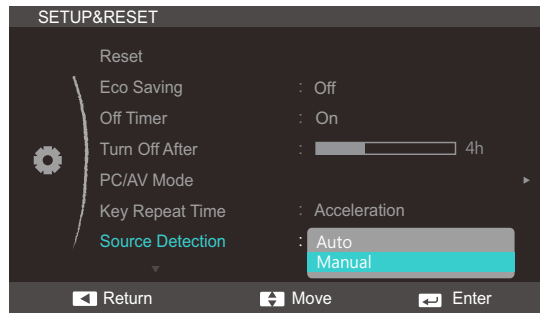 SETUP&RESET
Reset
Eco Saving : Off
Off Timer : On
Turn Off After : 4h
PC/AV Mode
Key Repeat Time : Acceleration
Source Detection : Auto
Manual
Return Move Enter